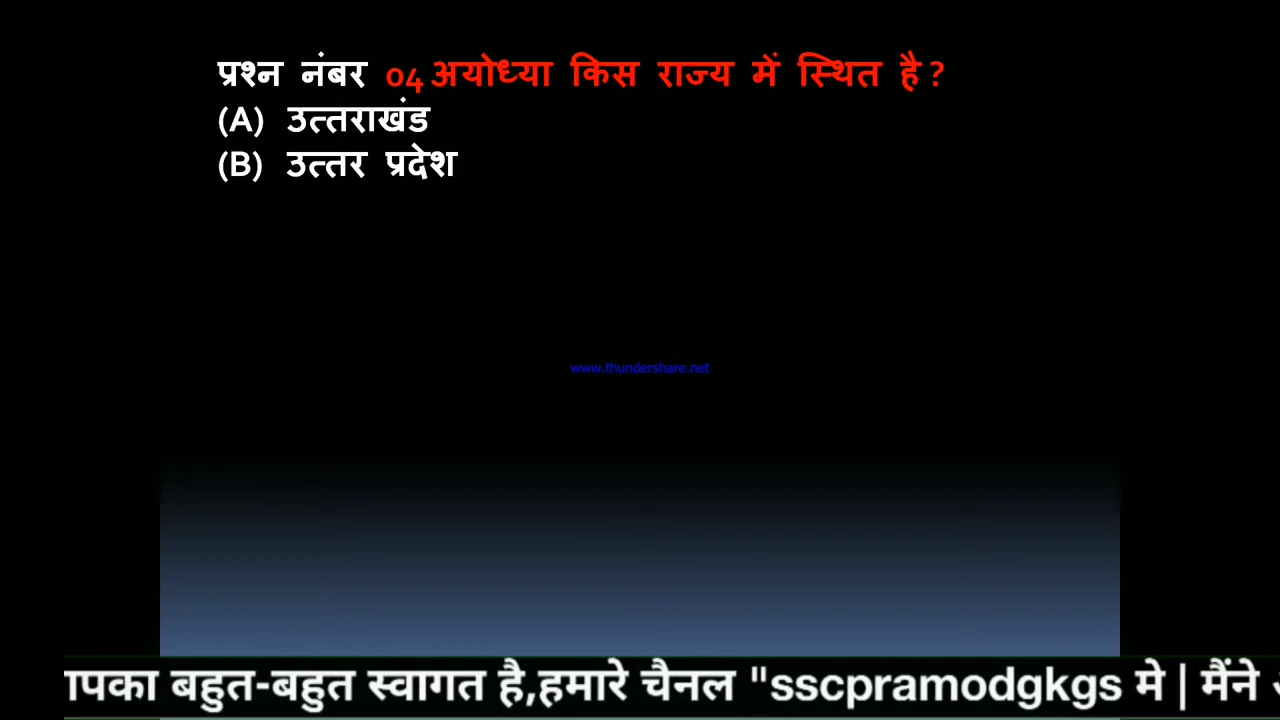 प्रश्न नंबर 04 अयोध्या किस राज्य में स्थित है ?
(A) उत्तराखंड
(B) उत्तर प्रदेश
www.thundershare.net
ापका बहुत-बहुत स्वागत है,हमारे चैनल "sscpramodgkgs मे | मैंने